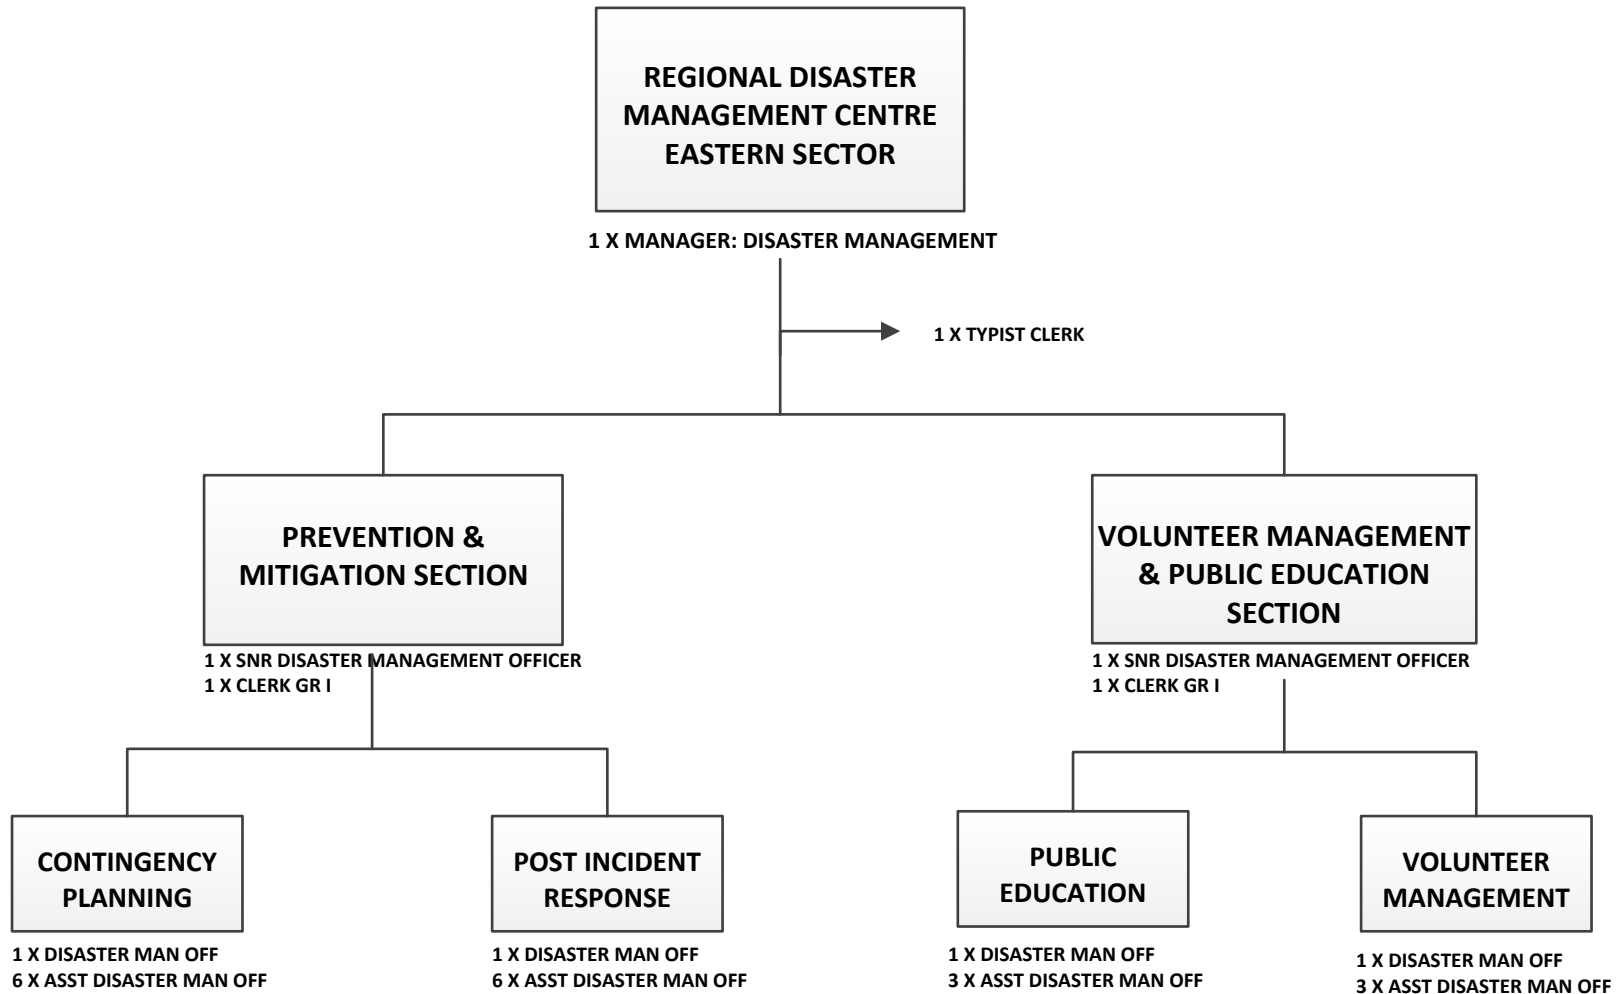 REGIONAL DISASTER
MANAGEMENT CENTRE
EASTERN SECTOR
1 X MANAGER: DISASTER MANAGEMENT
1 X TYPIST CLERK
PREVENTION &
MITIGATION SECTION
1 X SNR DISASTER MANAGEMENT OFFICER
1 X CLERK GR I
VOLUNTEER MANAGEMENT
& PUBLIC EDUCATION
SECTION
1 X SNR DISASTER MANAGEMENT OFFICER
1 X CLERK GR I
CONTINGENCY
PLANNING
1 X DISASTER MAN OFF
6 X ASST DISASTER MAN OFF
POST INCIDENT
RESPONSE
1 X DISASTER MAN OFF
6 X ASST DISASTER MAN OFF
PUBLIC
EDUCATION
1 X DISASTER MAN OFF
3 X ASST DISASTER MAN OFF
VOLUNTEER
MANAGEMENT
1 X DISASTER MAN OFF
3 X ASST DISASTER MAN OFF